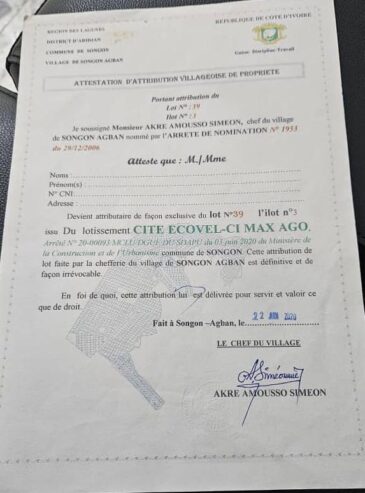 REGION DES LAGUNES
DISTRICT D'ABIDJAN
COMMUNE DE SONGON
VILLAGE DE SONGON AGBAN
REPUBLIQUE DE COTE D'IVOIRE
Union-Discipline-Travail
ATTESTATION D'ATTRIBUTION VILLAGEOISE DE PROPRIETE
Portant attribution du
Lot N° : 39
Ilot N° : 3
Je soussigné Monsieur AKRE AMOUSSO SIMEON, chef du village
de SONGON AGBAN nommé par l'ARRETE DE NOMINATION N° 1953
du 29/12/2006
Atteste que : M./Mme
Noms :
Prénom(s) :
N° CNI :
Adresse :
Devient attributaire de façon exclusive du lot N°39 l'ilot n°3
issu Du lotissement CITE ECOVEL-CI MAX AGO.
Arrêté N° 20-00093 MCLU/DGUF/DU/SDAPU du 03 juin 2020 du Ministère de
la Construction et de l'Urbanisme commune de SONGON. Cette attribution de
lot faite par la chefferie du village de SONGON AGBAN est définitive et de
façon irrévocable.
En foi de quoi, cette attribution lui est délivrée pour servir et valoir ce
que de droit.
Fait à Songon –Agban, le 22 JUIN 2020
LE CHEF DU VILLAGE
AKRE AMOUSSO SIMEON